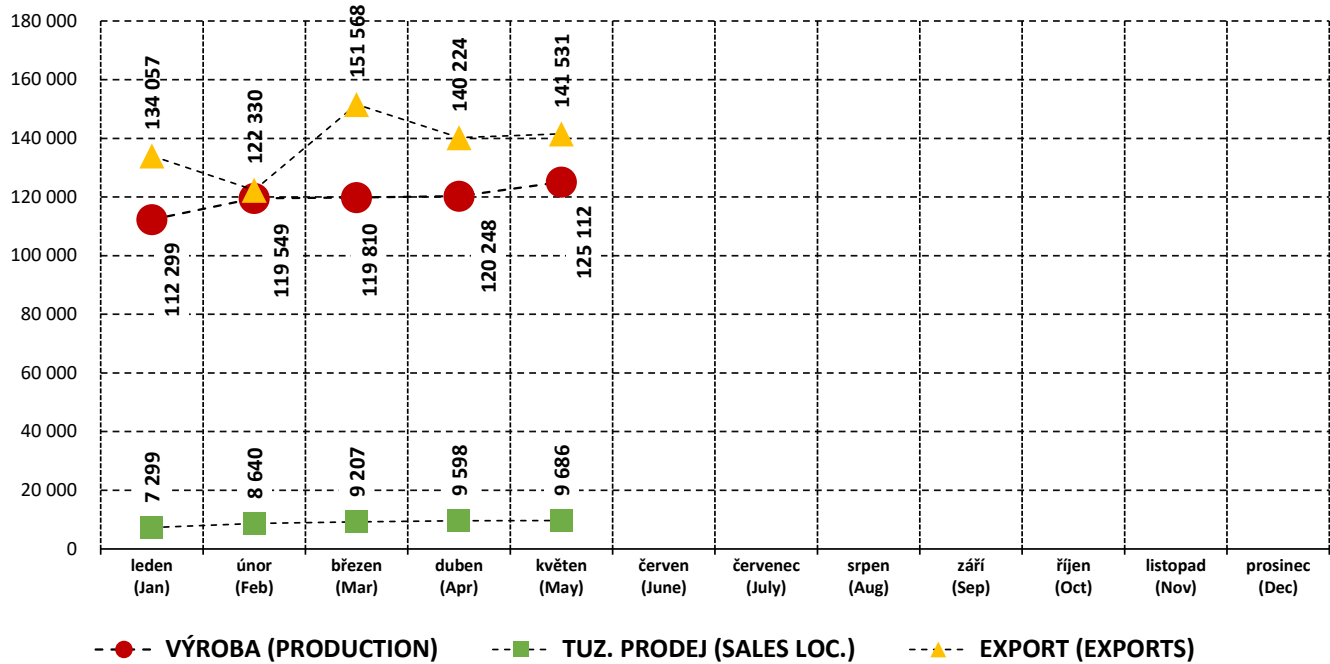 180 000
160 000
140 000
120 000
100 000
80 000
60 000
40 000
20 000
0
134 057
122 330
151 568
140 224
141 531
112 299
119 549
119 810
120 248
125 112
7 299
8 640
9 207
9 598
9 686
leden
(Jan)
únor
(Feb)
březen
(Mar)
duben
(Apr)
květen
(May)
červen
(June)
červenec
(July)
srpen
(Aug)
září
(Sep)
říjen
(Oct)
listopad
(Nov)
prosinec
(Dec)
VÝROBA (PRODUCTION)
TUZ. PRODEJ (SALES LOC.)
EXPORT (EXPORTS)